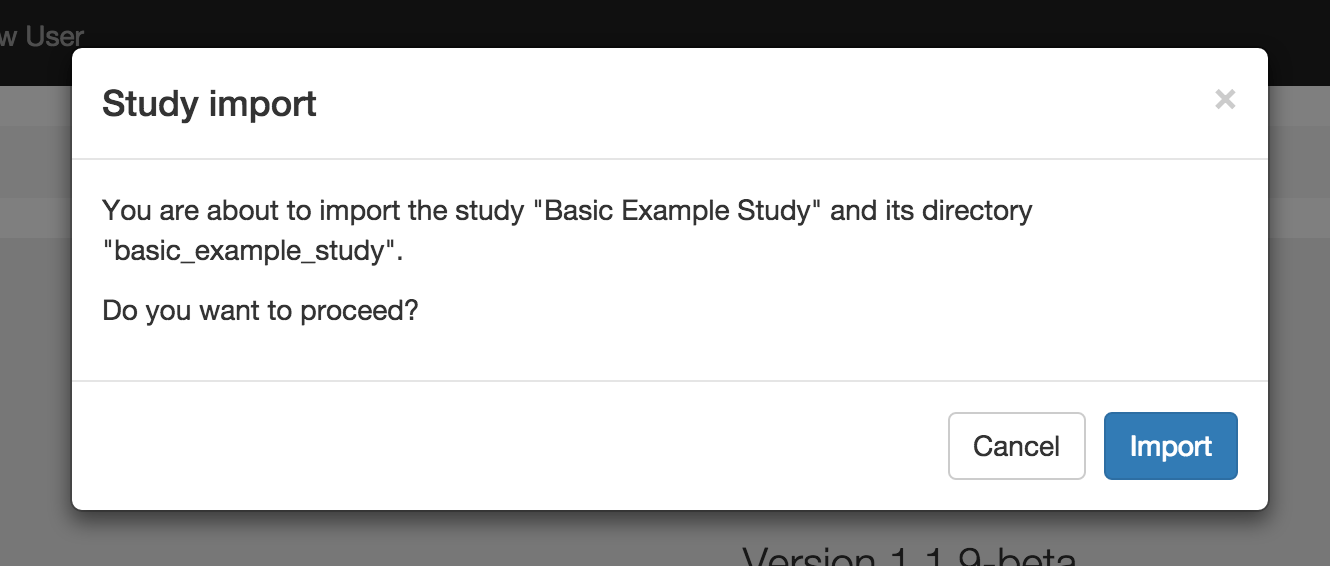 w User
Study import
×
You are about to import the study "Basic Example Study" and its directory
"basic_example_study".
Do you want to proceed?
Cancel
Import
Version 1.1.9-beta